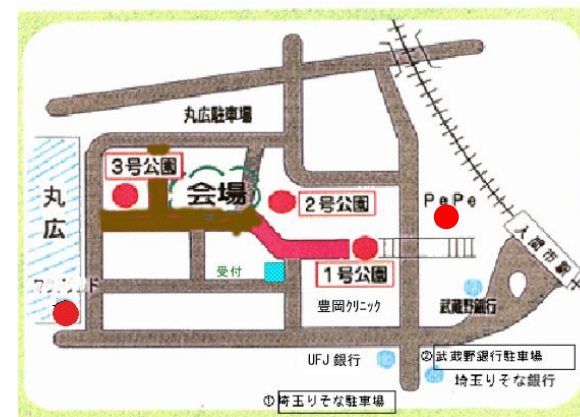 丸広駐車場
3号公園
会場
2号公園
PePe
丸広
入間市駅
受付
1号公園
豊岡クリニック
武蔵野銀行
UFJ銀行
②武蔵野銀行駐車場
埼玉りそな銀行
①埼玉りそな駐車場